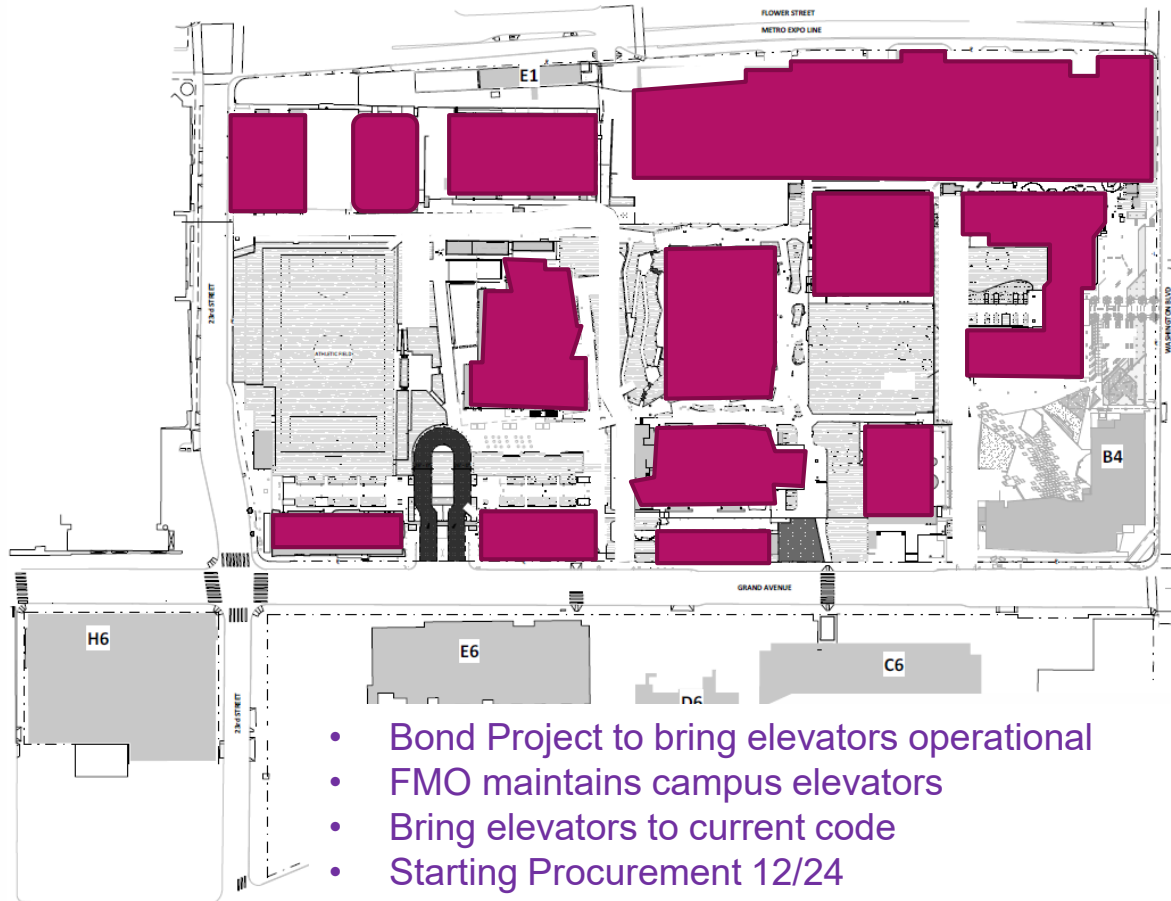 FLOWER STREET
METRO EXPO LINE
E1
23rd STREET
WASHINGTON BLVD
ATHLETIC FIELD
B4
GRAND AVENUE
H6
E6
C6
D6
23rd STREET
• Bond Project to bring elevators operational
• FMO maintains campus elevators
• Bring elevators to current code
• Starting Procurement 12/24